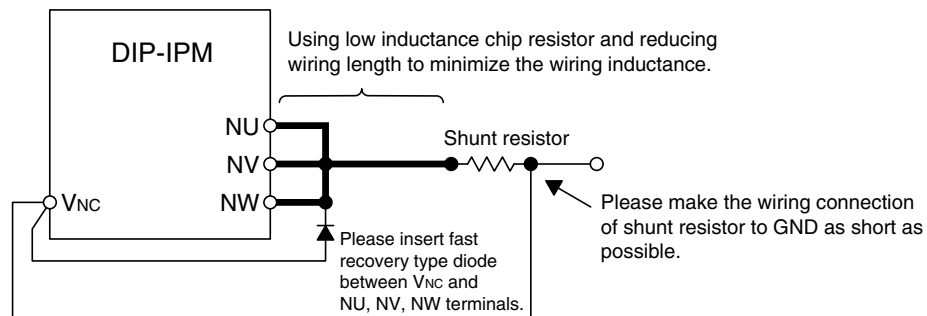 DIP-IPM
Using low inductance chip resistor and reducing
wiring length to minimize the wiring inductance.
NU
Shunt resistor
NV
VNC
NW
Please make the wiring connection
of shunt resistor to GND as short as
possible.
Please insert fast
recovery type diode
between VNC and
NU, NV, NW terminals.